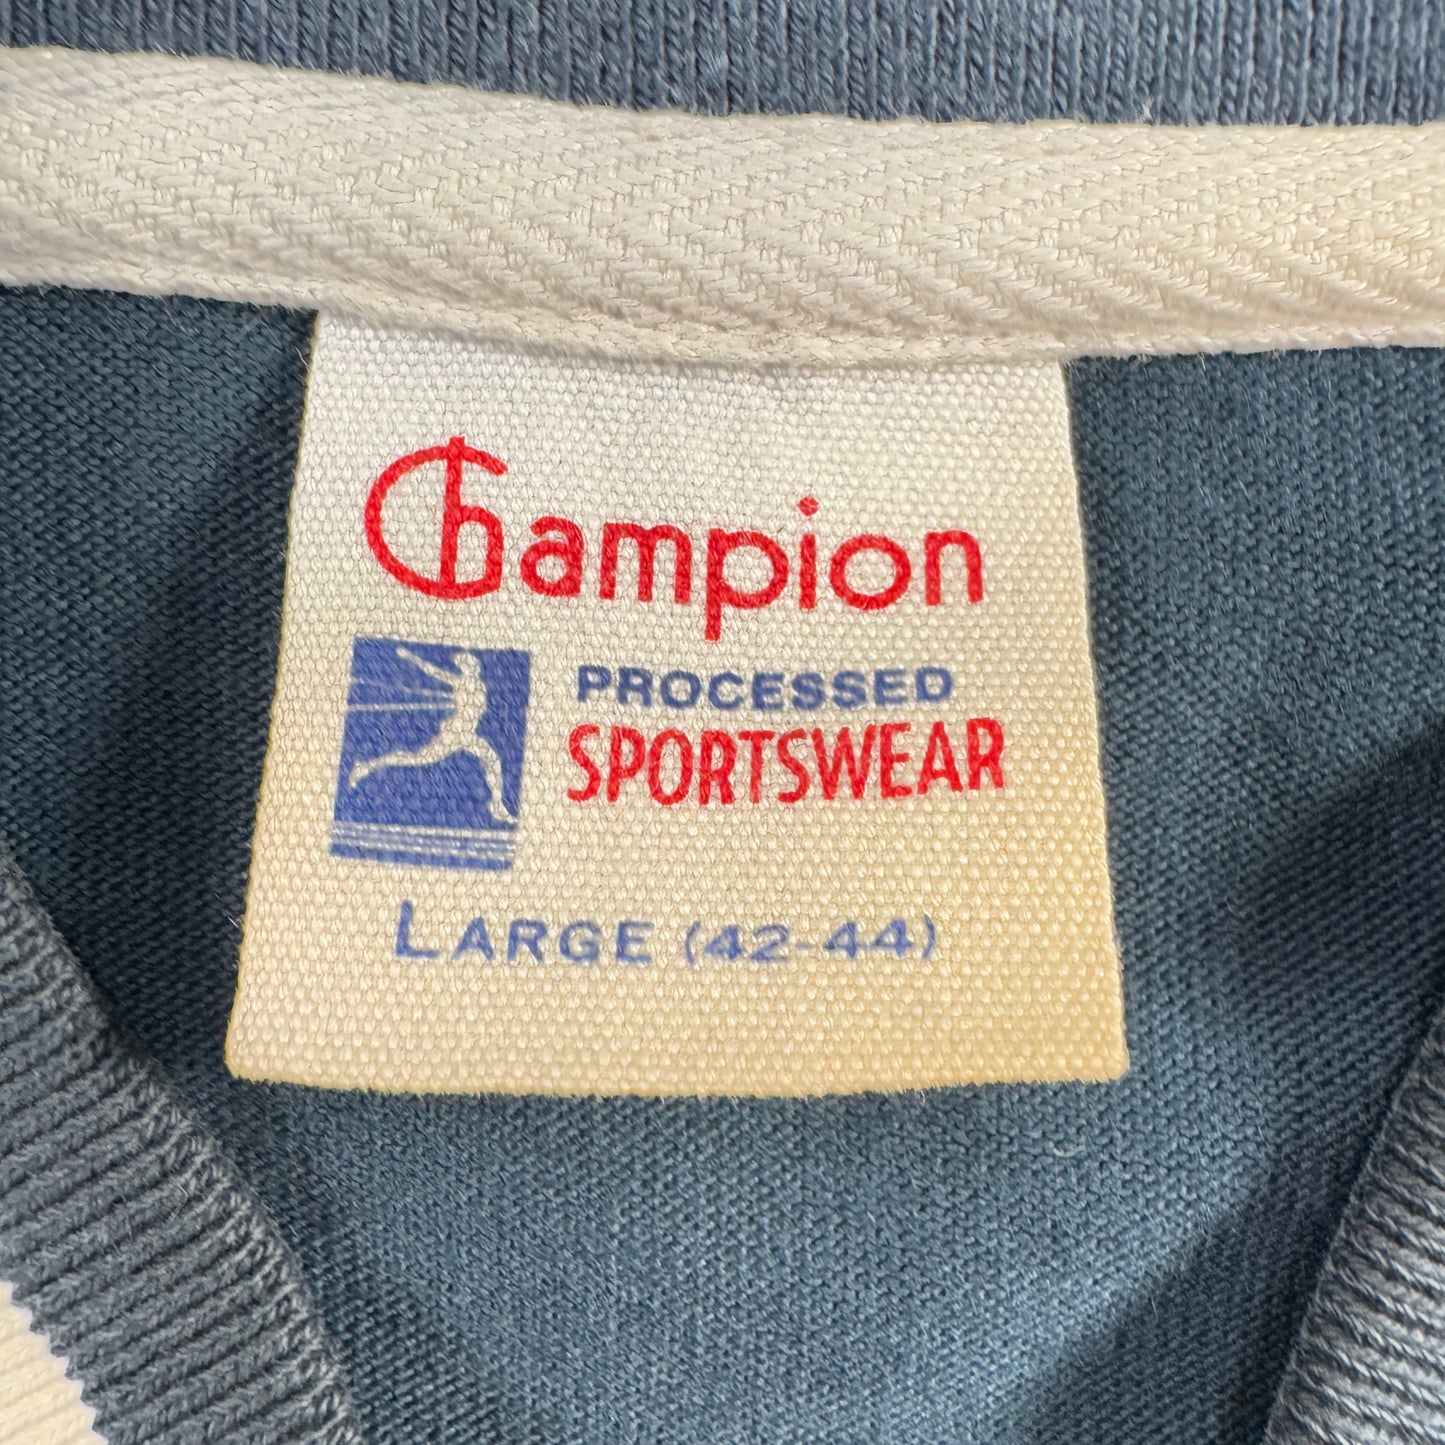 Champion
PROCESSED
SPORTSWEAR
LARGE (42-44)